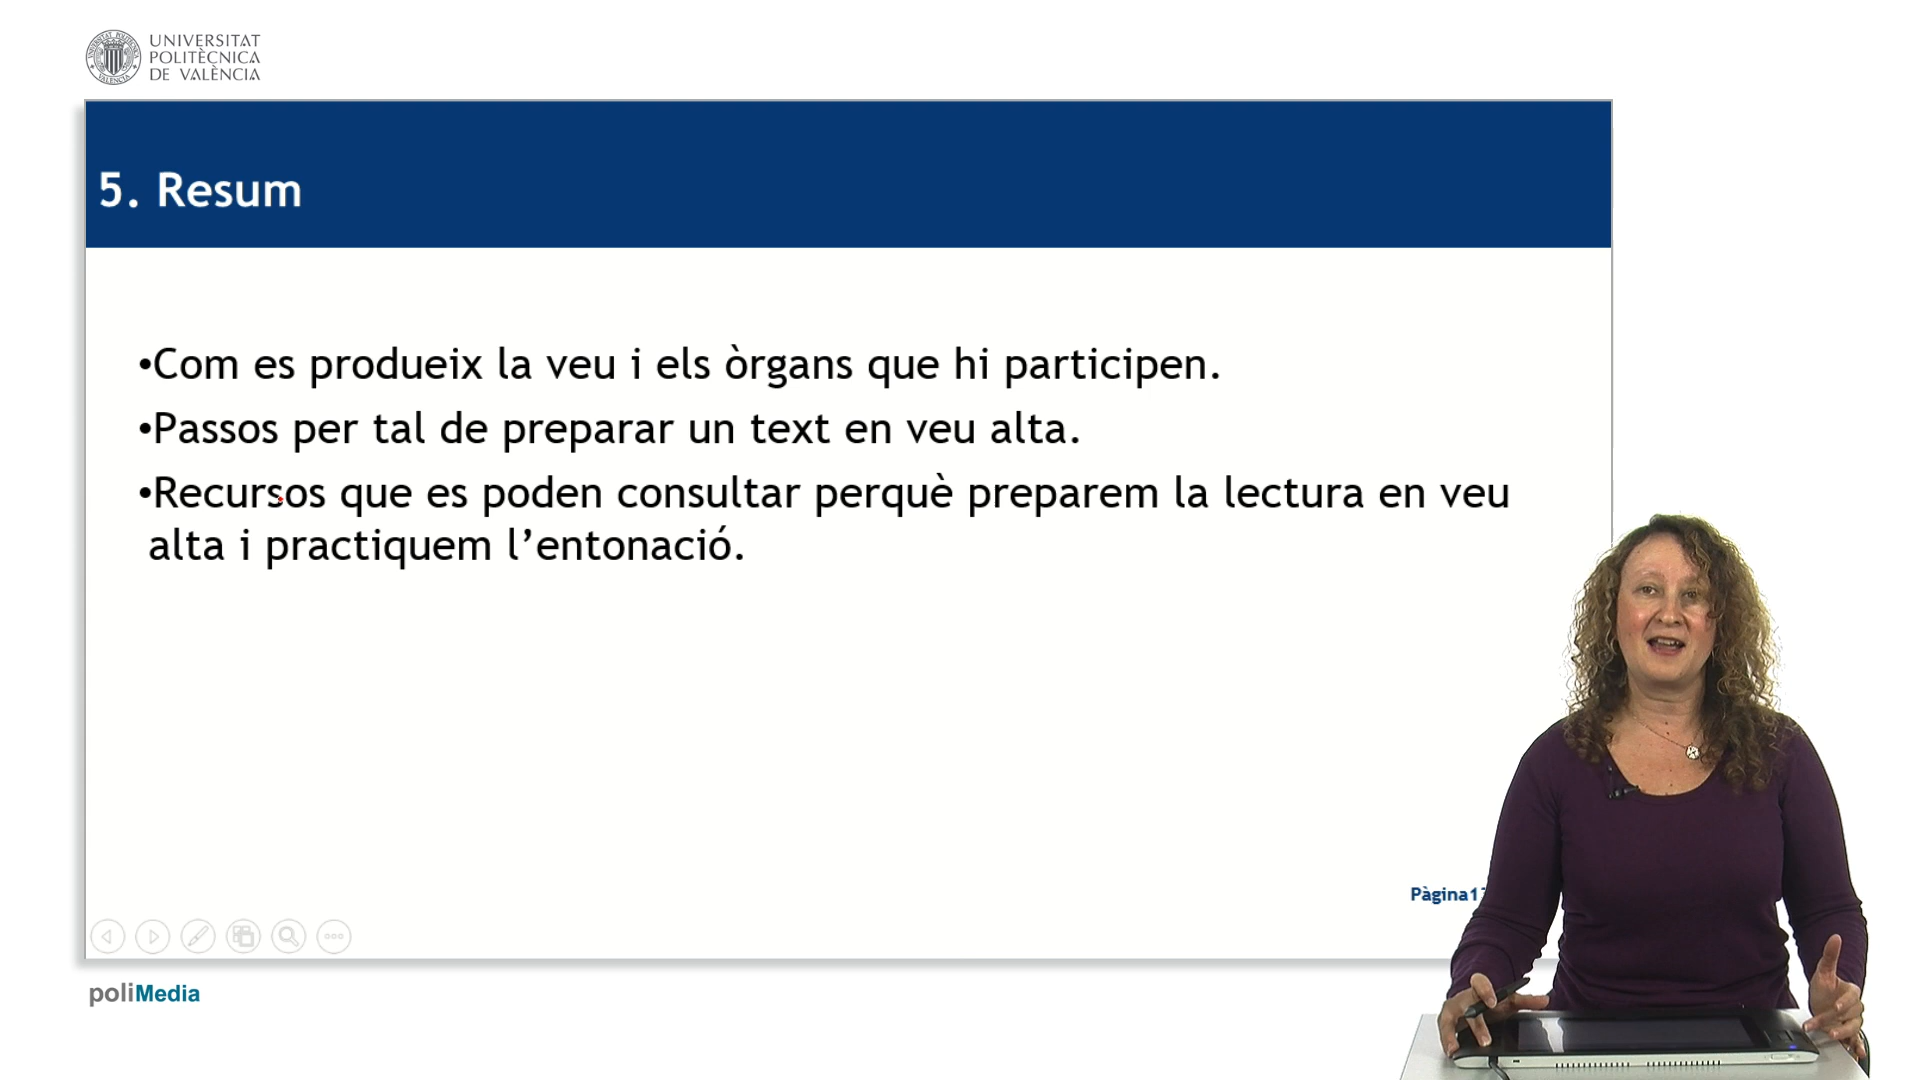 UNIVERSITAT
POLITÈCNICA
DE VALÈNCIA
5. Resum
•Com es produeix la veu i els òrgans que hi participen.
•Passos per tal de preparar un text en veu alta.
•Recursos que es poden consultar perquè preparem la lectura en veu
alta i practiquem l’entonació.
poliMedia